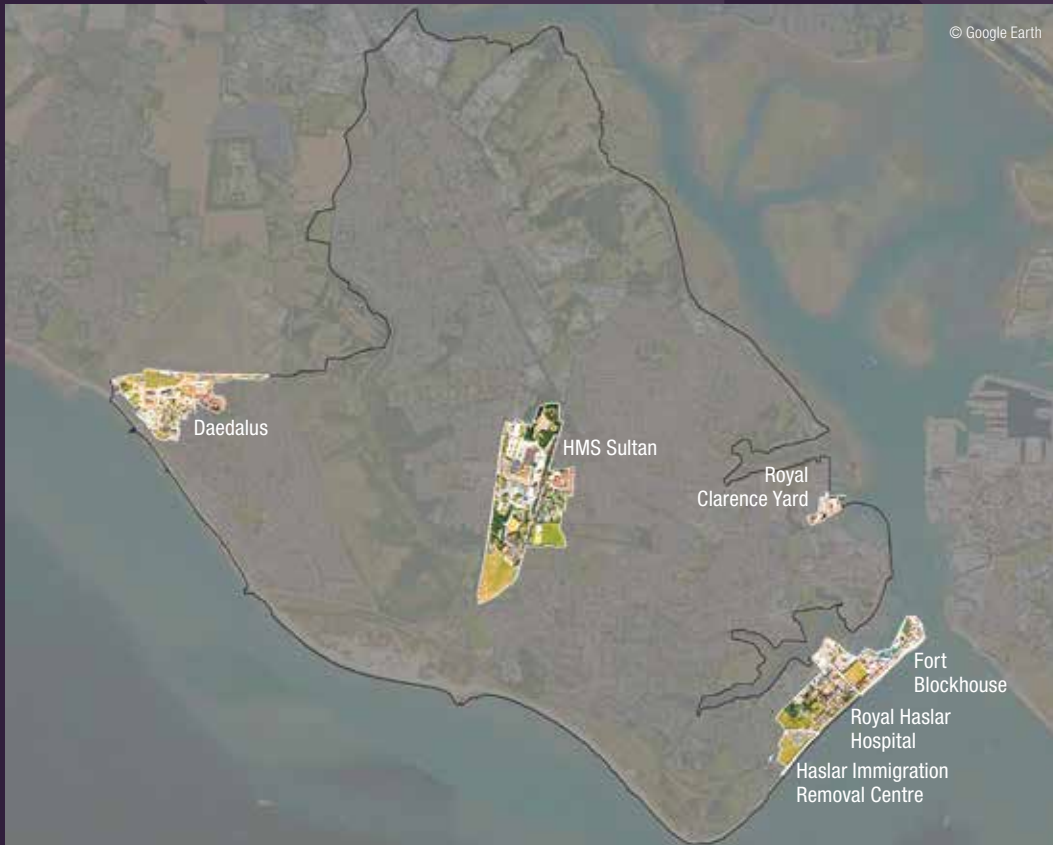 © Google Earth
Daedalus
HMS Sultan
Royal
Clarence Yard
Fort
Blockhouse
Royal Haslar
Hospital
Haslar Immigration
Removal Centre